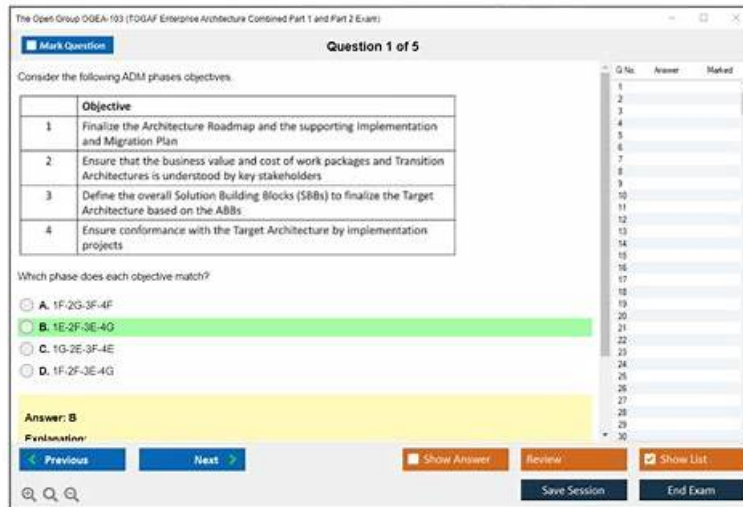 The Open Group OGEA-103 (TOGAF Enterprise Architecture Combined Part 1 and Part 2 Exam)
Mark Question
Question 1 of 5
Q No. Answer Marked
Consider the following ADM phases objectives.
Objective
1 Finalize the Architecture Roadmap and the supporting Implementation
and Migration Plan
2 Ensure that the business value and cost of work packages and Transition
Architectures is understood by key stakeholders
3 Define the overall Solution Building Blocks (SBBs) to finalize the Target
Architecture based on the ABBs
4 Ensure conformance with the Target Architecture by implementation
projects
Which phase does each objective match?
A. 1F-2G-3F-4F
B. 1E-2F-3E-4G
C. 1G-2E-3F-4E
D. 1F-2F-3E-4G
Answer: B
Explanation:
1
2
3
4
5
6
7
8
9
10
11
12
13
14
15
16
17
18
19
20
21
22
23
24
25
26
27
28
29
30
Previous
Next
Show Answer
Review
Show List
Save Session
End Exam